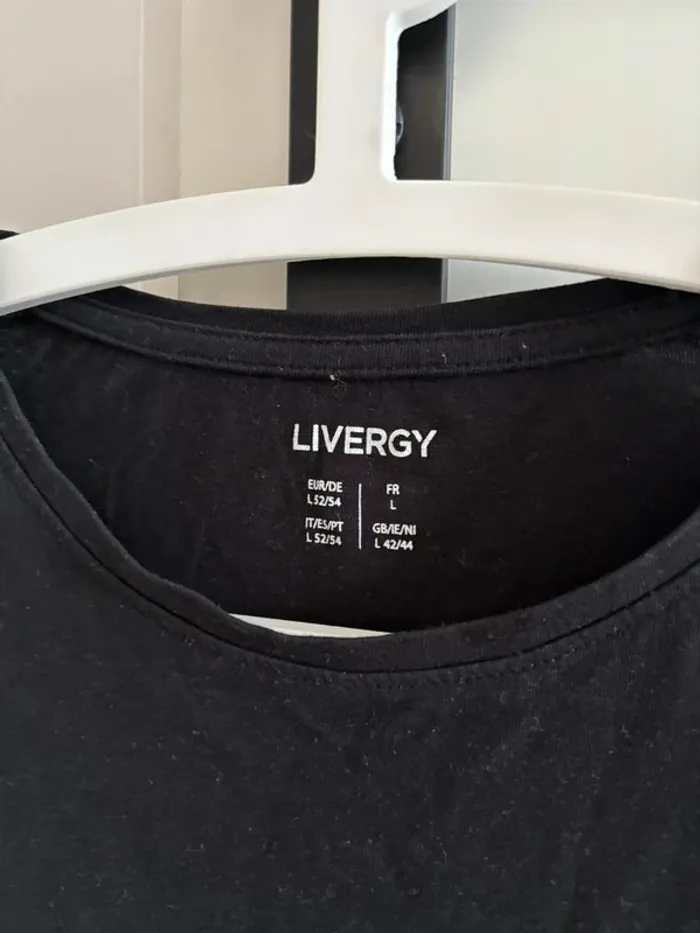 LIVERGY
EUR/DE
L 52/54
FR
L
IT/ES/PT
L 52/54
GB/IE/NI
L 42/44